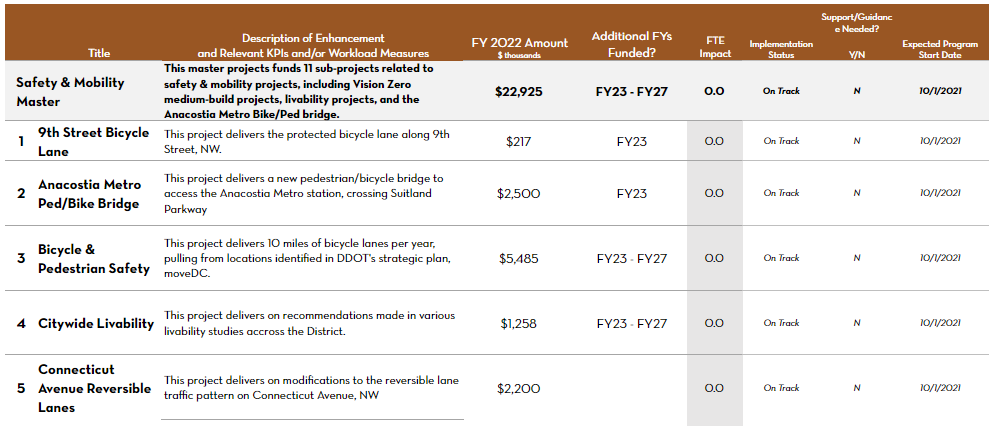 Title
Description of Enhancement
and Relevant KPIs and/or Workload Measures
FY 2022 Amount
$ thousands
Additional FYs
Funded?
FTE
Impact
Implementation
Status
Support/Guidanc
e Needed?
Y/N
Expected Program
Start Date
Safety & Mobility
Master
This master projects funds 11 sub-projects related to
safety & mobility projects, including Vision Zero
medium-build projects, livability projects, and the
Anacostia Metro Bike/Ped bridge.
$22,925
FY23 - FY27
0.0
On Track
N
10/1/2021
1
9th Street Bicycle
Lane
This project delivers the protected bicycle lane along 9th
Street, NW.
$217
FY23
0.0
On Track
N
10/1/2021
2
Anacostia Metro
Ped/Bike Bridge
This project delivers a new pedestrian/bicycle bridge to
access the Anacostia Metro station, crossing Suitland
Parkway
$2,500
FY23
0.0
On Track
N
10/1/2021
3
Bicycle &
Pedestrian Safety
This project delivers 10 miles of bicycle lanes per year,
pulling from locations identified in DDOT's strategic plan,
moveDC.
$5,485
FY23 - FY27
0.0
On Track
N
10/1/2021
4
Citywide Livability
This project delivers on recommendations made in various
livability studies accross the District.
$1,258
FY23 - FY27
0.0
On Track
N
10/1/2021
5
Connecticut
Avenue Reversible
Lanes
This project delivers on modifications to the reversible lane
traffic pattern on Connecticut Avenue, NW
$2,200
0.0
On Track
N
10/1/2021